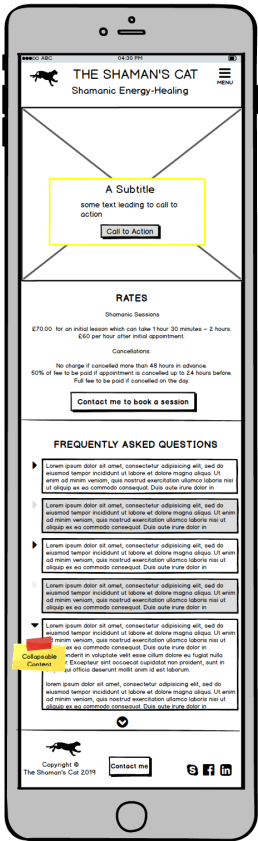 ABC 04:30 PM
THE SHAMAN'S CAT
MENU
Shamanic Energy-Healing
A Subtitle
some text leading to call to
action
Call to Action
RATES
Shamanic Sessions
£70.00 for an initial lesson which can take 1 hour 30 minutes – 2 hours.
£60 per hour after initial appointment.
Cancellations:
No charge if cancelled more than 48 hours in advance.
50% of fee to be paid if appointment is cancelled up to 24 hours before.
Full fee to be paid if cancelled on the day.
Contact me to book a session
FREQUENTLY ASKED QUESTIONS
Lorem ipsum dolor sit amet, consectetur adipisicing elit, sed do
eiusmod tempor incididunt ut labore et dolore magna aliqua. Ut
enim ad minim veniam, quis nostrud exercitation ullamco laboris nisi
ut aliquip ex ea commodo consequat. Duis aute irure dolor in
Lorem ipsum dolor sit amet, consectetur adipisicing elit, sed do
eiusmod tempor incididunt ut labore et dolore magna aliqua. Ut enim
ad minim veniam, quis nostrud exercitation ullamco laboris nisi ut
aliquip ex ea commodo consequat. Duis aute irure dolor in
Lorem ipsum dolor sit amet, consectetur adipisicing elit, sed do
eiusmod tempor incididunt ut labore et dolore magna aliqua. Ut enim
ad minim veniam, quis nostrud exercitation ullamco laboris nisi ut
aliquip ex ea commodo consequat. Duis aute irure dolor in
Lorem ipsum dolor sit amet, consectetur adipisicing elit, sed do
eiusmod tempor incididunt ut labore et dolore magna aliqua. Ut enim
ad minim veniam, quis nostrud exercitation ullamco laboris nisi ut
aliquip ex ea commodo consequat. Duis aute irure dolor in
Lorem ipsum dolor sit amet, consectetur adipisicing elit, sed do
eiusmod tempor incididunt ut labore et dolore magna aliqua. Ut enim
ad minim veniam, quis nostrud exercitation ullamco laboris nisi ut
ex ea commodo consequat. Duis aute irure dolor in
in voluptate velit esse cillum dolore eu fugiat nulla
Excepteur sint occaecat cupidatat non proident, sunt in
qui officia deserunt mollit anim id est laborum.
Collapsable
Content
lorem ipsum dolor sit amet, consectetur adipisicing elit, sed do
eiusmod tempor incididunt ut labore et dolore magna aliqua. Ut enim
ad minim veniam, quis nostrud exercitation ullamco laboris nisi ut
aliquip ex ea commodo consequat. Duis aute irure dolor in
Copyright ©
The Shaman's Cat 2019
Contact me